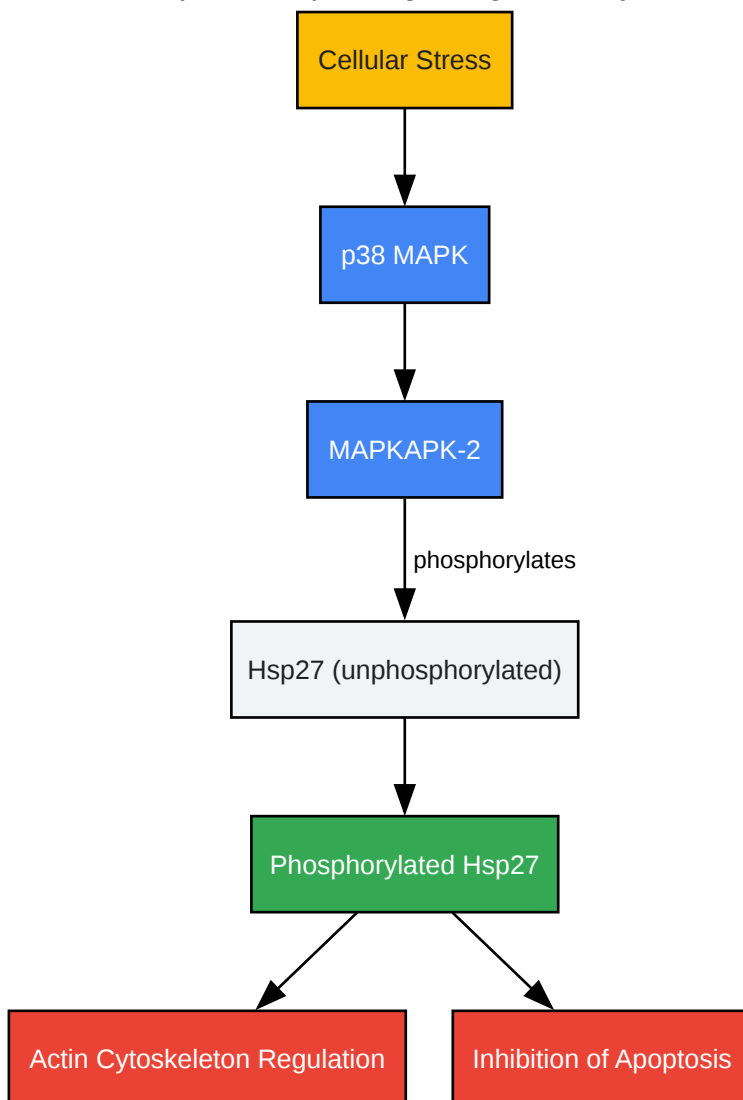 Cellular Stress
p38 MAPK
MAPKAPK-2
phosphorylates
Hsp27 (unphosphorylated)
Phosphorylated Hsp27
Actin Cytoskeleton Regulation
Inhibition of Apoptosis